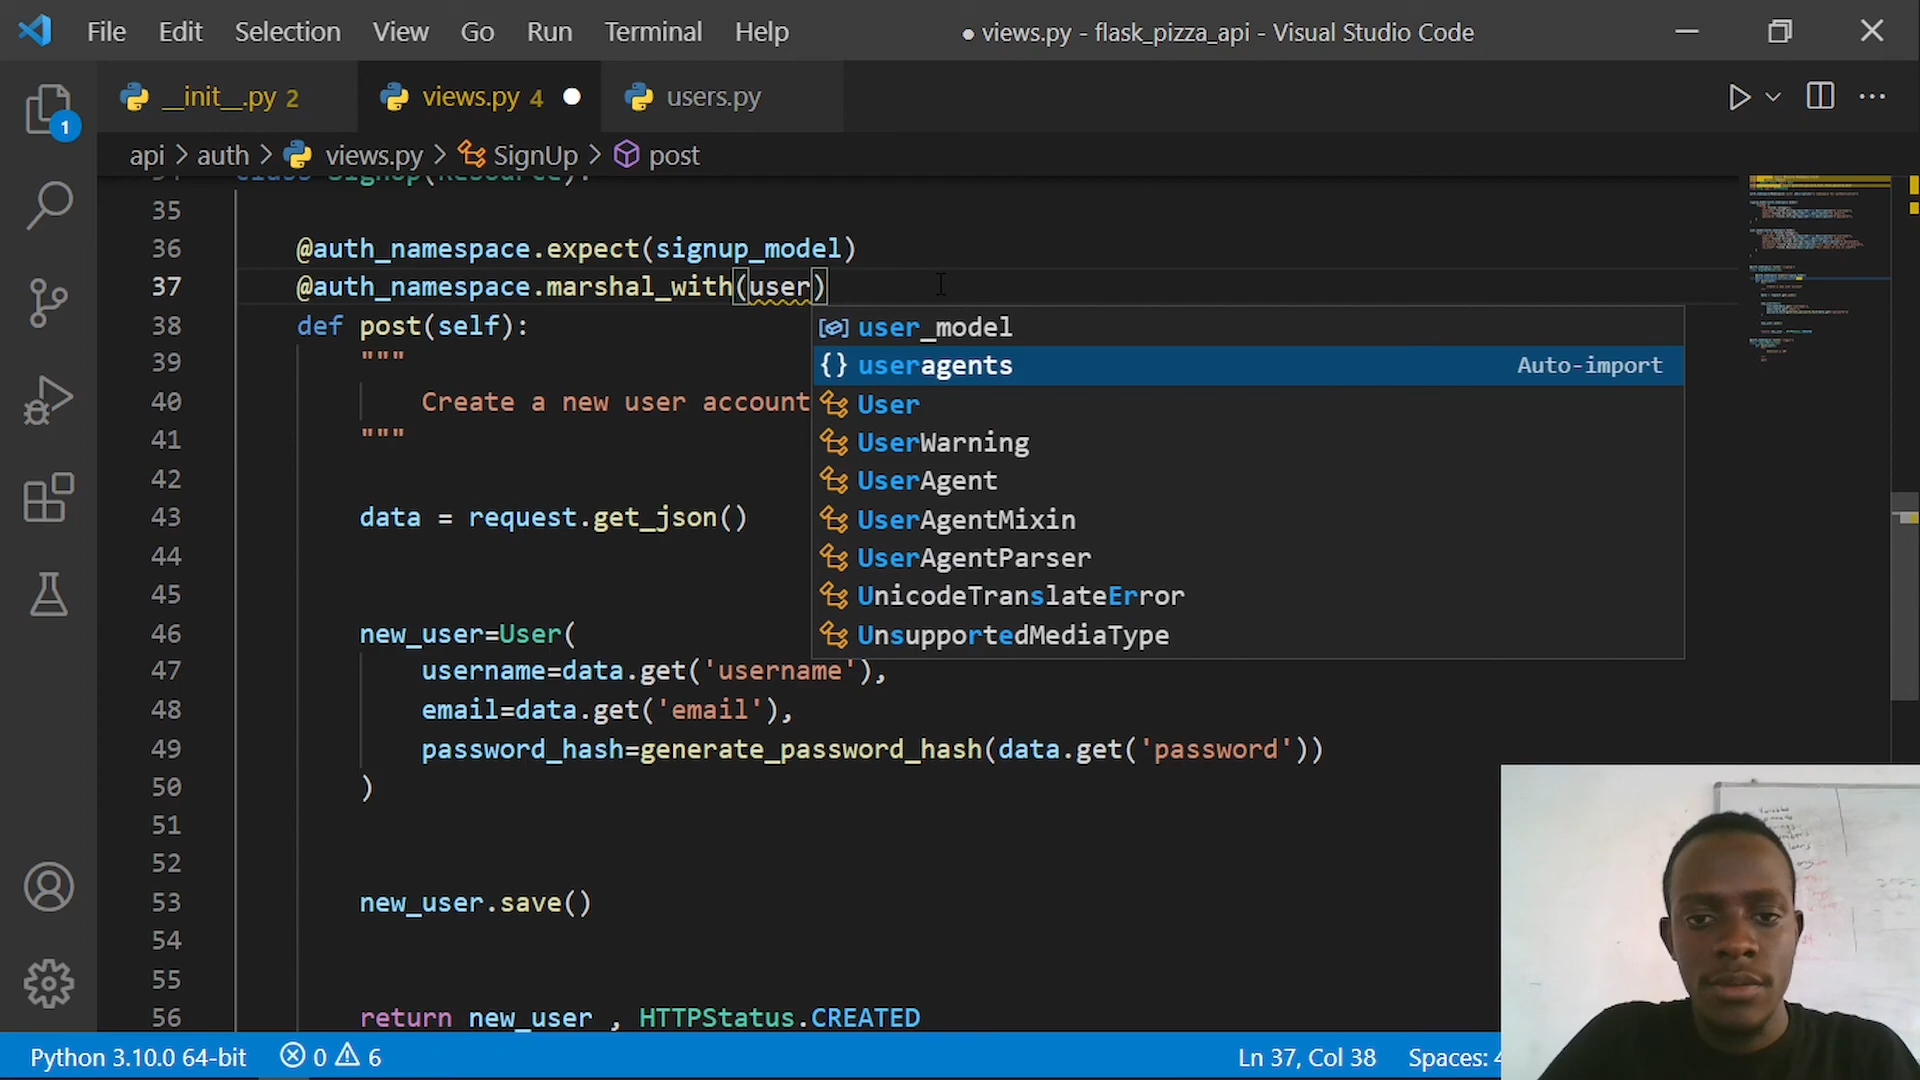 File Edit Selection View Go Run Terminal Help
● views.py - flask_pizza_api - Visual Studio Code
__init__.py 2
views.py 4
users.py
1
api > auth > views.py > SignUp > post
class SignUp(Resource):
35
36 @auth_namespace.expect(signup_model)
37 @auth_namespace.marshal_with(user)
38 def post(self):
39 """
40 Create a new user account
41 """
42
43 data = request.get_json()
44
45
46 new_user=User(
47 username=data.get('username'),
48 email=data.get('email'),
49 password_hash=generate_password_hash(data.get('password'))
50 )
51
52
53 new_user.save()
54
55
56 return new_user , HTTPStatus.CREATED
user_model
useragents Auto-import
User
UserWarning
UserAgent
UserAgentMixin
UserAgentParser
UnicodeTranslateError
UnsupportedMediaType
Python 3.10.0 64-bit 0 6 Ln 37, Col 38 Spaces: 4